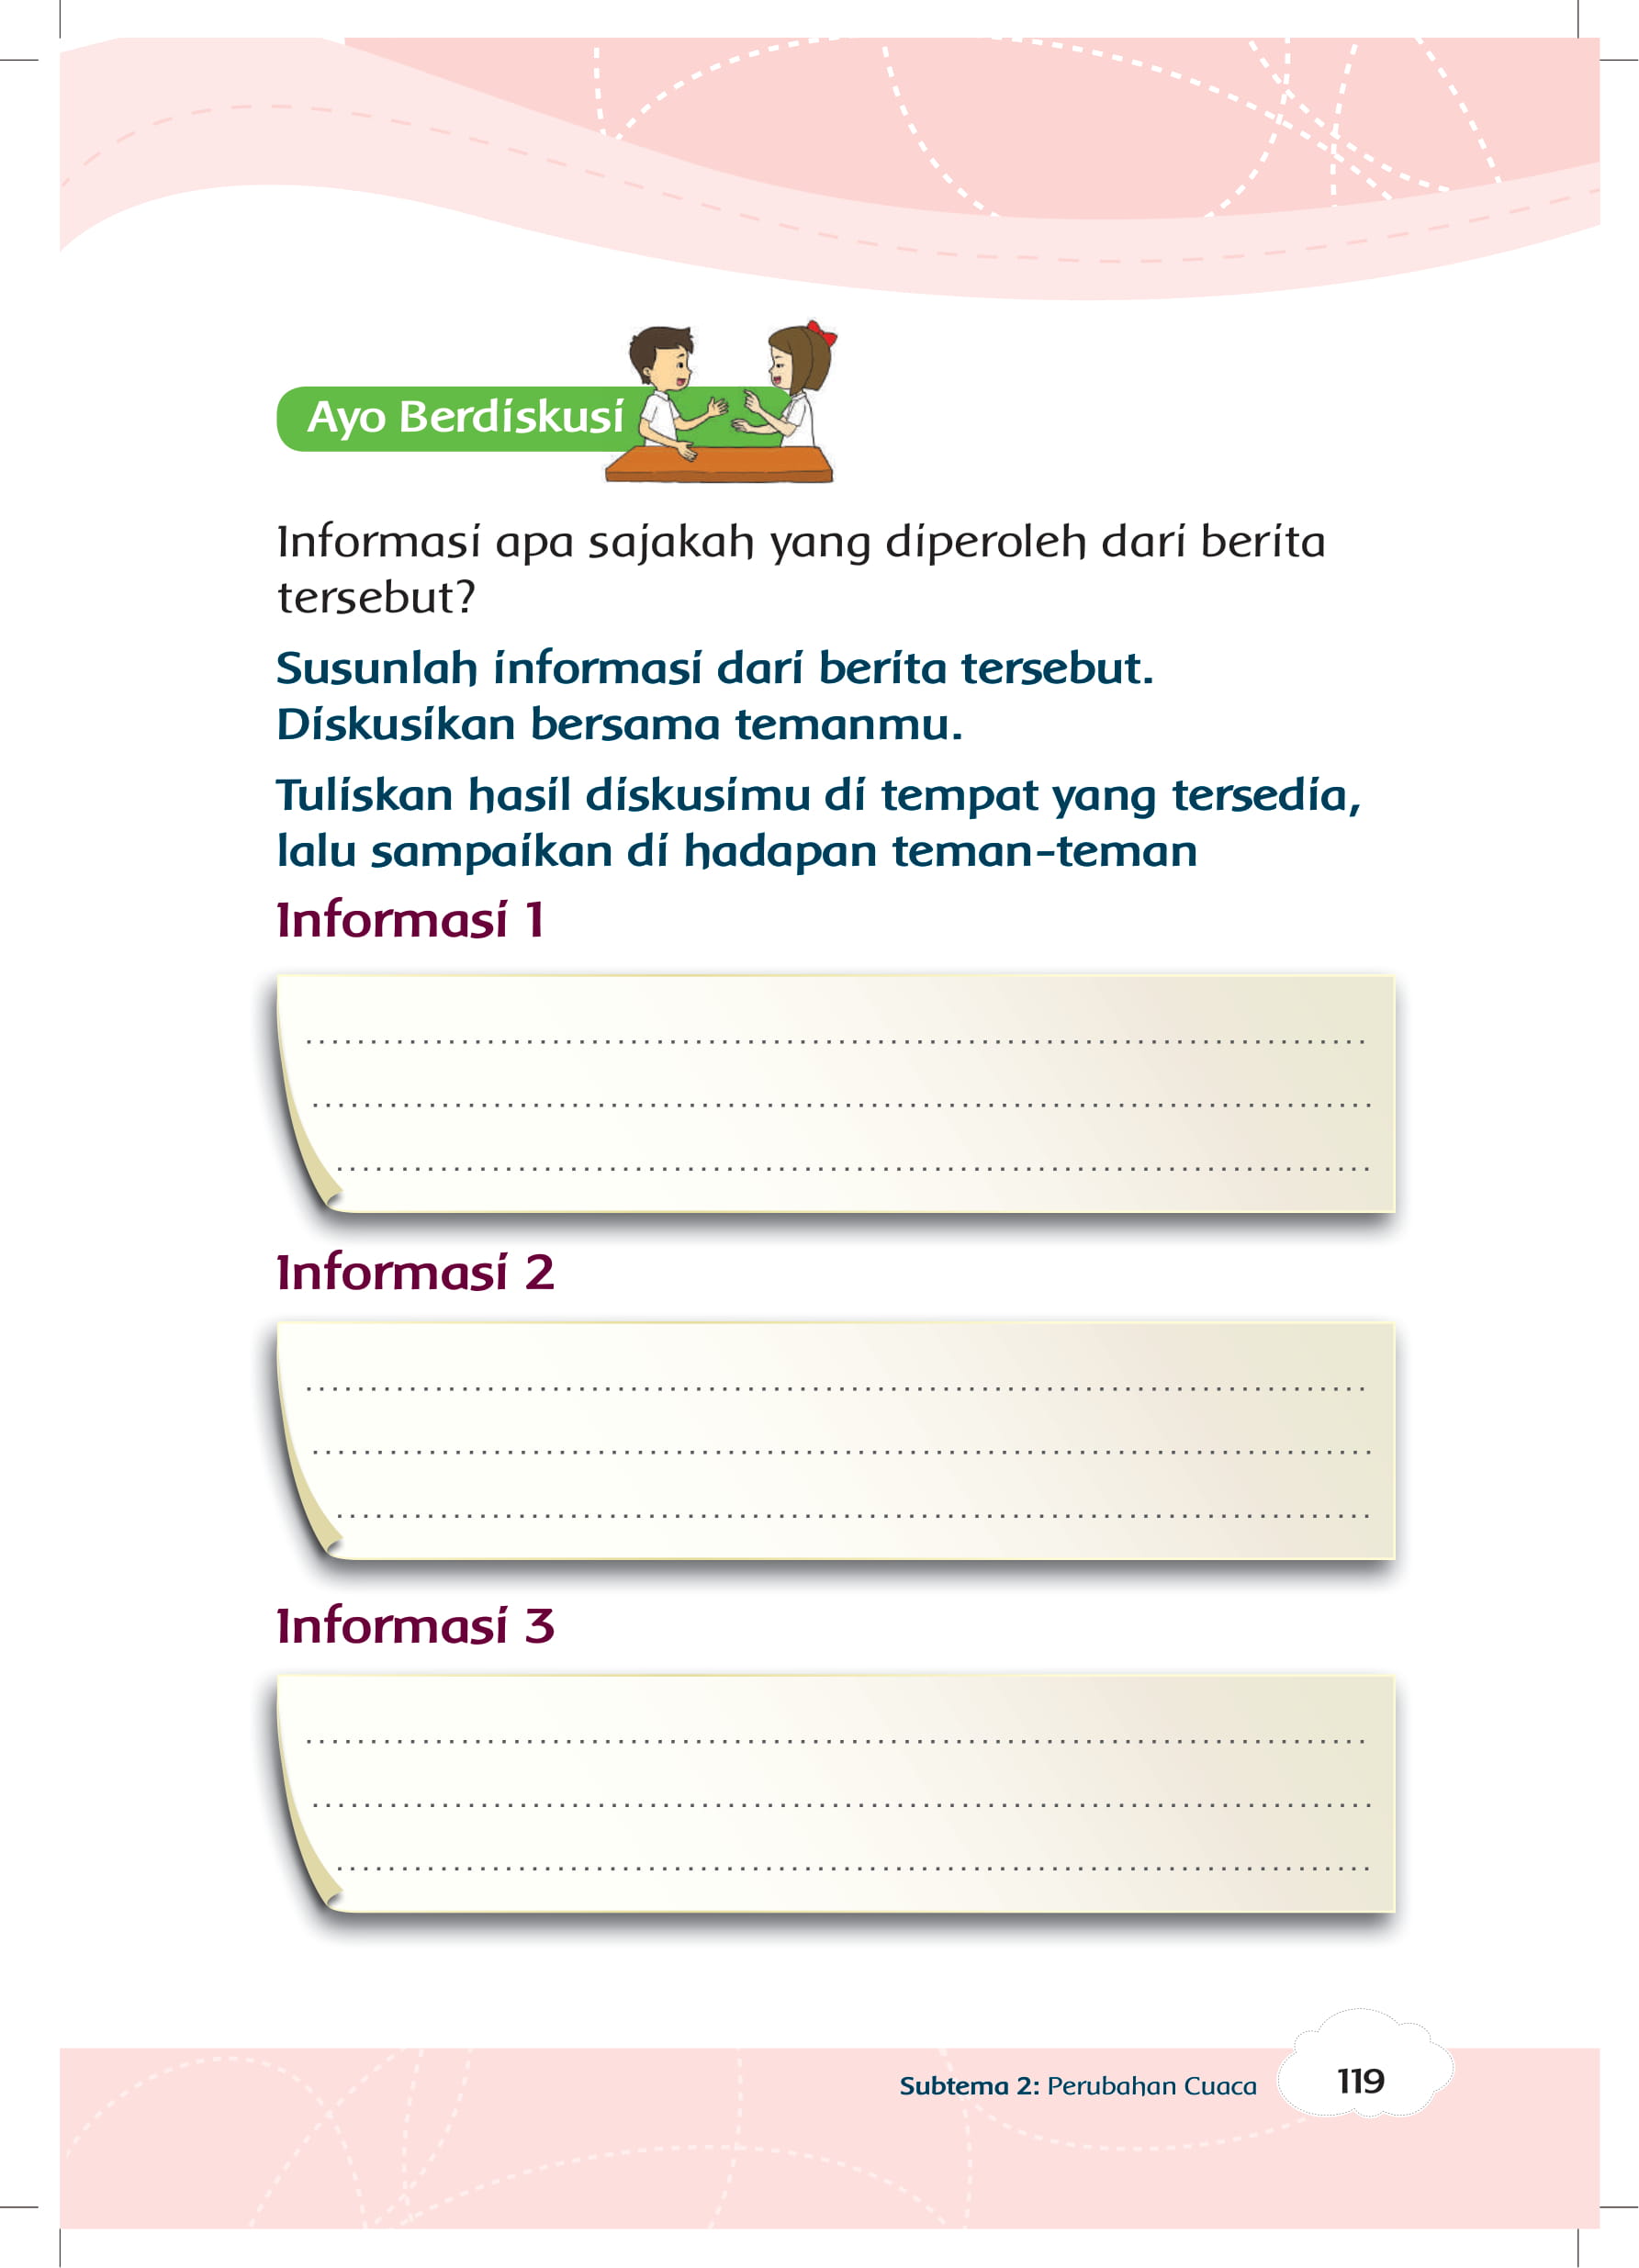 Ayo Berdiskusi
Informasi apa sajakah yang diperoleh dari berita
tersebut?
Susunlah informasi dari berita tersebut.
Diskusikan bersama temanmu.
Tuliskan hasil diskusimu di tempat yang tersedia,
lalu sampaikan di hadapan teman-teman
Informasi 1
Informasi 2
Informasi 3
Subtema 2: Perubahan Cuaca
119